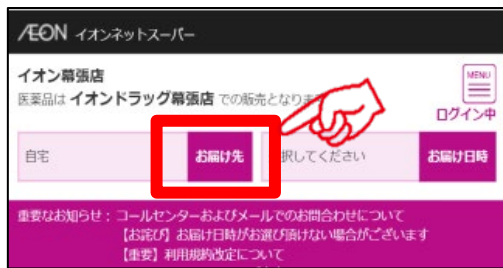 ÆON イオンネットスーパー
イオン幕張店
医薬品は イオンドラッグ幕張店 での販売となります
MENU
ログイン中
自宅 お届け先 択してください お届け日時
重要なお知らせ： コールセンターおよびメールでのお問合わせについて
【お詫び】お届け日時がお選び頂けない場合がございます
【重要】利用規約改定について